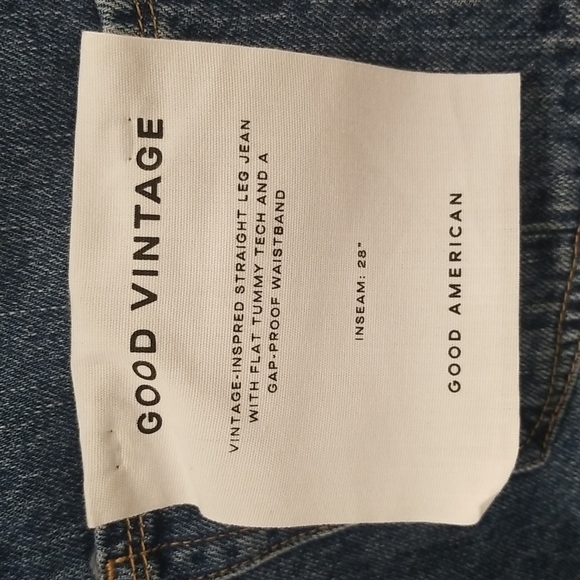 GOOD VINTAGE
VINTAGE-INSPRED STRAIGHT LEG JEAN
WITH FLAT TUMMY TECH AND A
GAP-PROOF WAISTBAND
INSEAM: 28"
GOOD AMERICAN